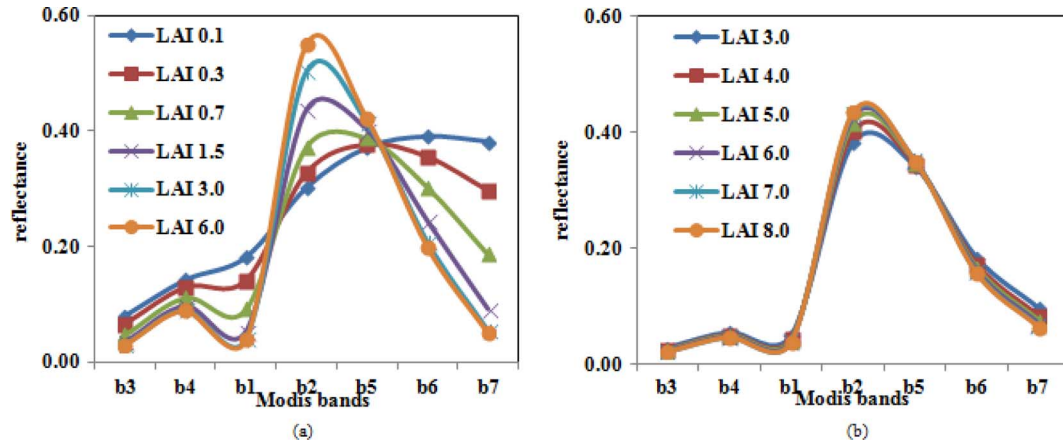 0.60
0.40
0.20
0.00
reflectance
LAI 0.1
LAI 0.3
LAI 0.7
LAI 1.5
LAI 3.0
LAI 6.0
b3 b4 b1 b2 b5 b6 b7
Modis bands
(a)
0.60
0.40
0.20
0.00
reflectance
LAI 3.0
LAI 4.0
LAI 5.0
LAI 6.0
LAI 7.0
LAI 8.0
b3 b4 b1 b2 b5 b6 b7
Modis bands
(b)